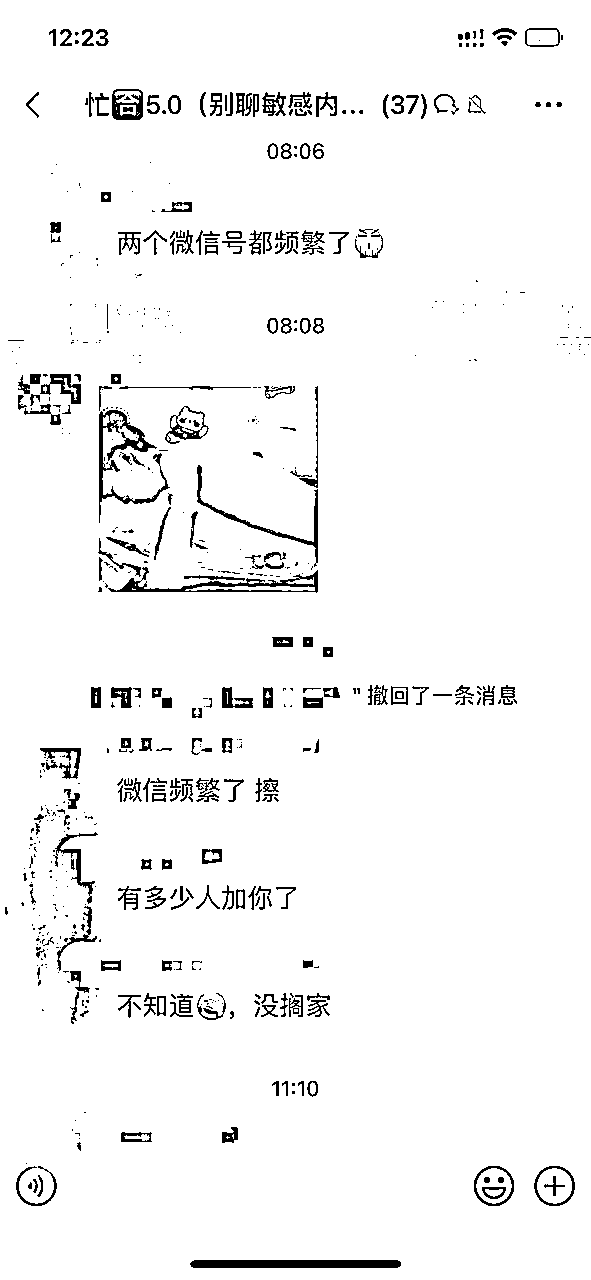 12:23
忙㊎5.0（别聊敏感内... (37)
08:06
两个微信号都频繁了
08:08
" 撤回了一条消息
微信频繁了 擦
有多少人加你了
不知道，没搁家
11:10